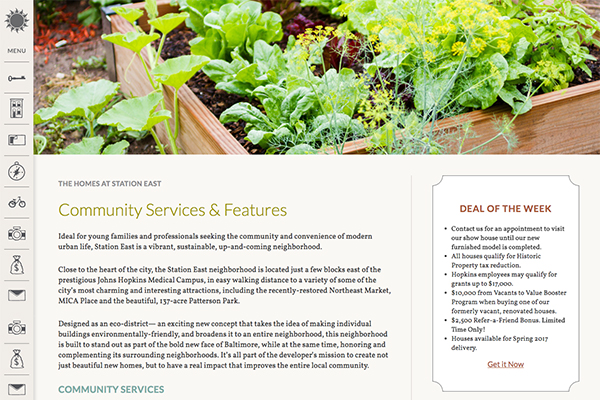 MENU
THE HOMES AT STATION EAST
Community Services & Features
Ideal for young families and professionals seeking the community and convenience of modern
urban life, Station East is a vibrant, sustainable, up-and-coming neighborhood.
Close to the heart of the city, the Station East neighborhood is located just a few blocks east of the
prestigious Johns Hopkins Medical Campus, in easy walking distance to a variety of some of the
city's most charming and interesting attractions, including the recently-restored Northeast Market,
MICA Place and the beautiful, 137-acre Patterson Park.
Designed as an eco-district— an exciting new concept that takes the idea of making individual
buildings environmentally-friendly, and broadens it to an entire neighborhood, this neighborhood
is built to stand out as part of the bold new face of Baltimore, while at the same time, honoring and
complementing its surrounding neighborhoods. It's all part of the developer's mission to create not
just beautiful new homes, but to have a real impact that improves the entire local community.
COMMUNITY SERVICES
DEAL OF THE WEEK
• Contact us for an appointment to visit
our show house until our new
furnished model is completed.
• All houses qualify for Historic
Property tax reduction.
• Hopkins employees may qualify for
grants up to $17,000.
• $10,000 from Vacants to Value Booster
Program when buying one of our
formerly vacant, renovated houses.
• $2,500 Refer-a-Friend Bonus. Limited
Time Only!
• Houses available for Spring 2017
delivery.
Get it Now